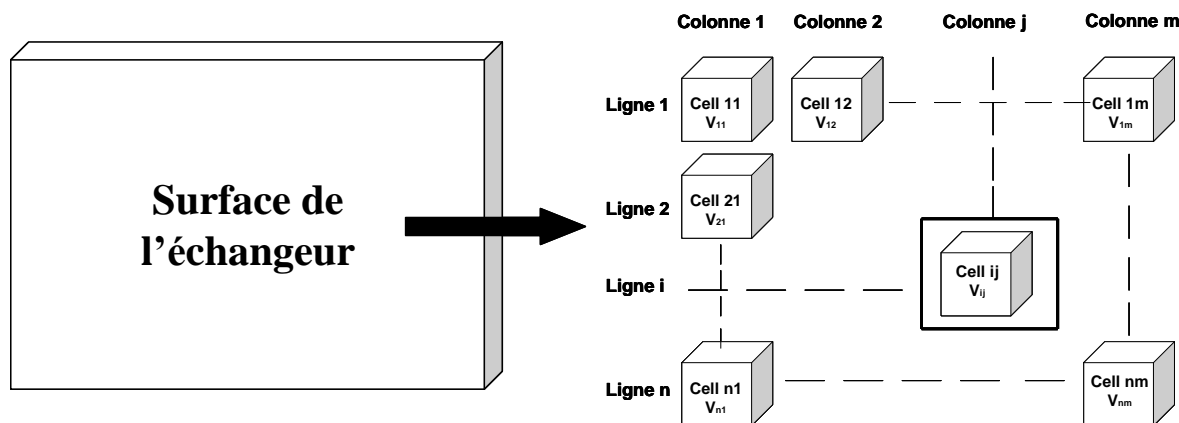 Colonne 1 Colonne 2 Colonne j Colonne m
Ligne 1
Cell 11
V11
Cell 12
V12
Cell 1m
V1m
Surface de
l'échangeur
Ligne 2
Cell 21
V21
Ligne i
Cell ij
Vij
Ligne n
Cell n1
Vn1
Cell nm
Vnm